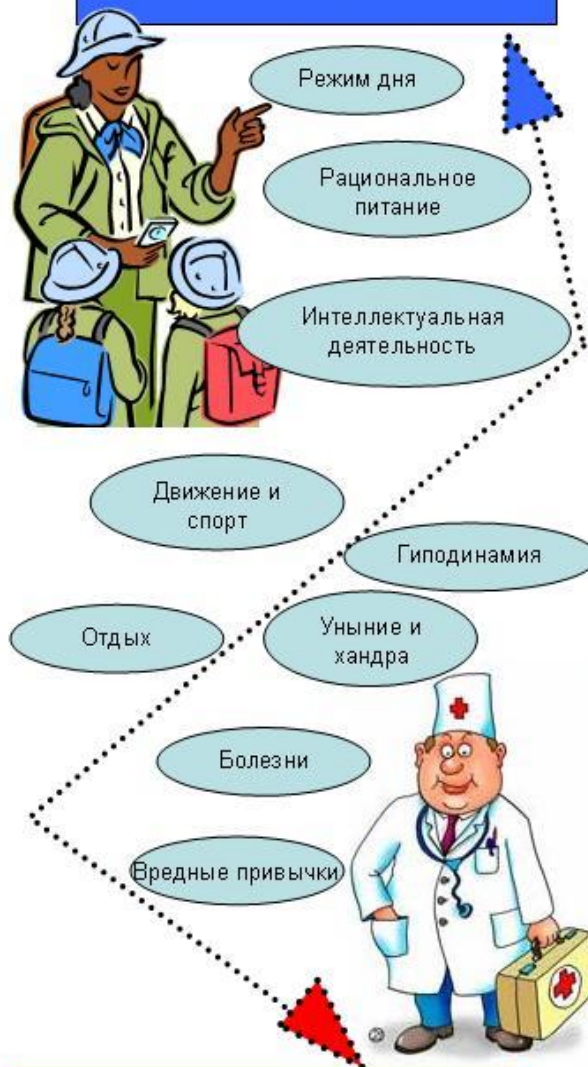 Режим дня
Рациональное
питание
Интеллектуальная
деятельность
Движение и
спорт
Гиподинамия
Отдых
Уныние и
хандра
Болезни
Вредные привычки